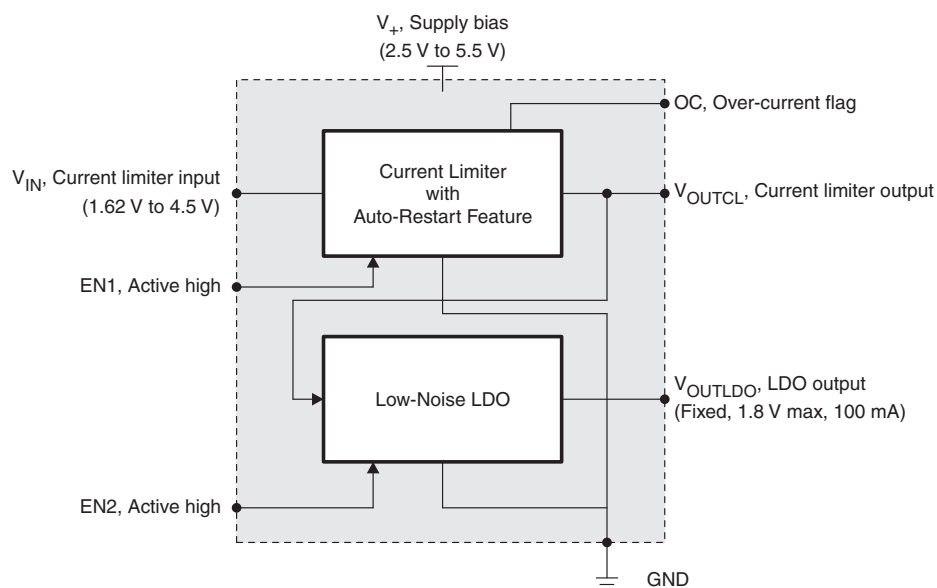 V+, Supply bias
(2.5 V to 5.5 V)
OC, Over-current flag
Current Limiter
with
Auto-Restart Feature
VIN, Current limiter input
(1.62 V to 4.5 V)
VOUTCL, Current limiter output
EN1, Active high
Low-Noise LDO
VOUTLDO, LDO output
(Fixed, 1.8 V max, 100 mA)
EN2, Active high
GND